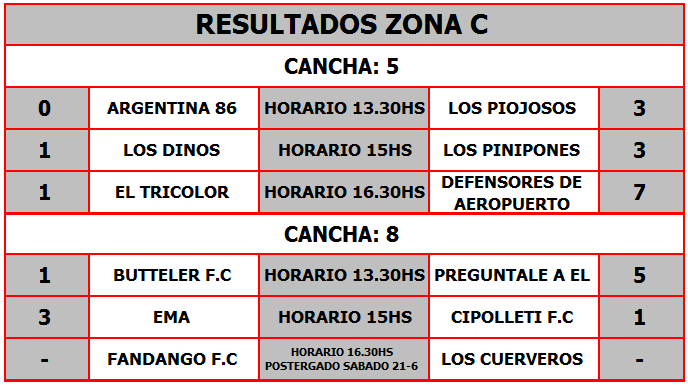 RESULTADOS ZONA C
CANCHA: 5
0 ARGENTINA 86 HORARIO 13.30HS LOS PIOJOSOS 3
1 LOS DINOS HORARIO 15HS LOS PINIPONES 3
1 EL TRICOLOR HORARIO 16.30HS DEFENSORES DE AEROPUERTO 7
CANCHA: 8
1 BUTTELER F.C HORARIO 13.30HS PREGUNTALE A EL 5
3 EMA HORARIO 15HS CIPOLLETI F.C 1
- FANDANGO F.C HORARIO 16.30HS POSTERGADO SABADO 21-6 LOS CUERVEROS -